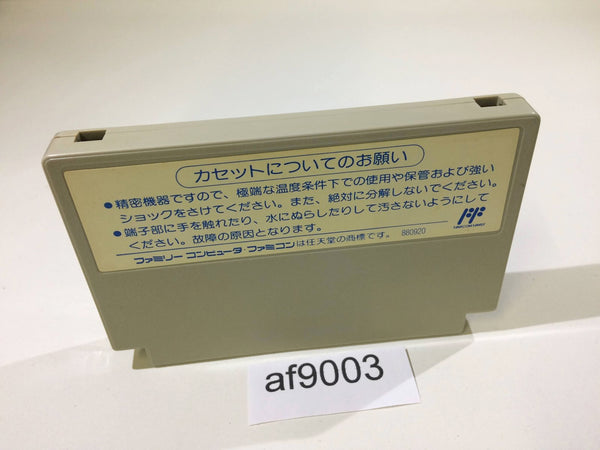 カセットについてのお願い
●精密機器ですので、極端な温度条件下での使用や保管および強い
ショックをさけてください。また、絶対に分解しないでください。
●端子部に手を触れたり、水にぬらしたりして汚さないようにして
ください。故障の原因となります。
ファミリー コンピュータ・ファミコンは任天堂の商標です。 880920
FF
af9003